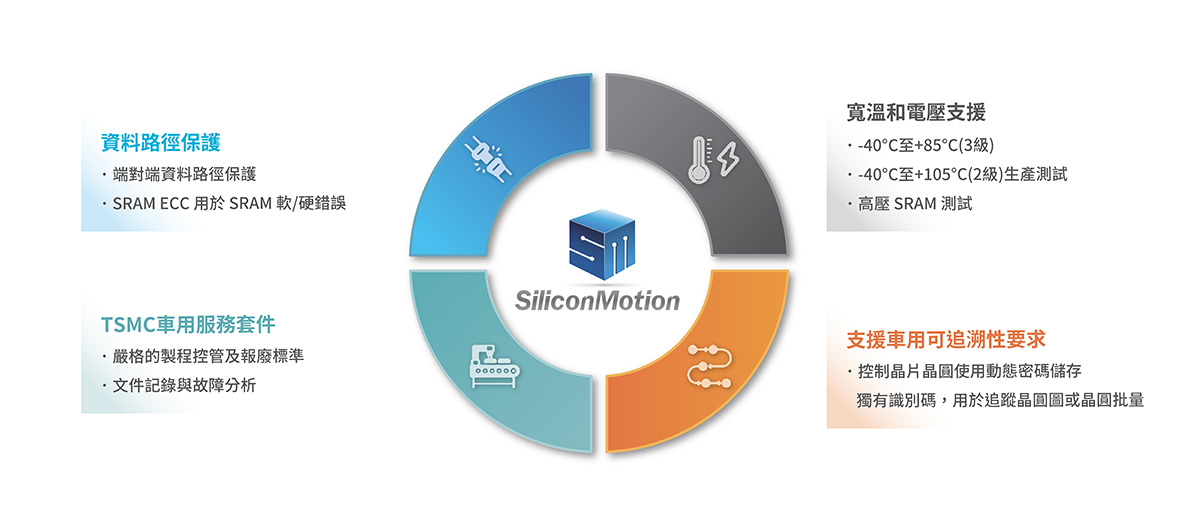 資料路徑保護
・端對端資料路徑保護
・SRAM ECC 用於 SRAM 軟/硬錯誤
寬溫和電壓支援
・-40°C至+85°C(3級)
・-40°C至+105°C(2級)生產測試
・高壓 SRAM 測試
SiliconMotion
TSMC車用服務套件
・嚴格的製程控管及報廢標準
・文件記錄與故障分析
支援車用可追溯性要求
・控制晶片晶圓使用動態密碼儲存
獨有識別碼，用於追蹤晶圓圖或晶圓批量